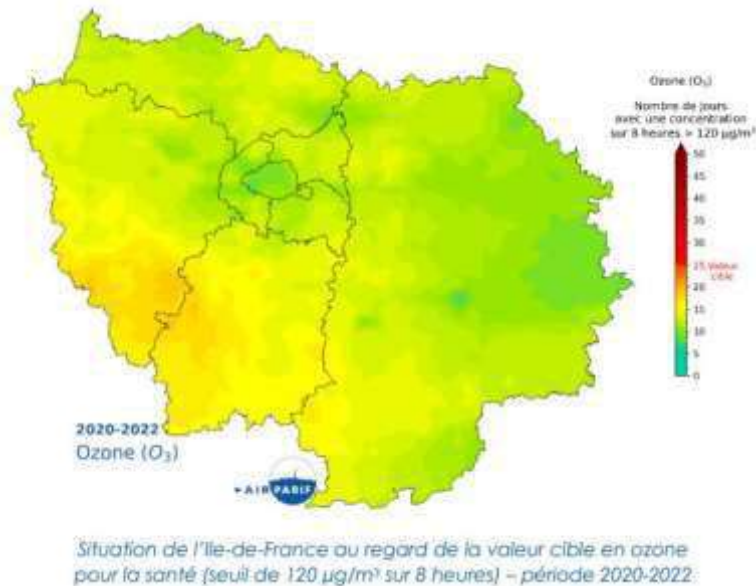 Ozone (O₃)
Nombre de jours
avec une concentration
sur 8 heures > 120 µg/m³
50
45
40
35
30
25 Valeur
cible
20
15
10
5
0
2020-2022
Ozone (O₃)
AIRPARIF
Situation de l'Ile-de-France au regard de la valeur cible en ozone
pour la santé (seuil de 120 µg/m³ sur 8 heures) – période 2020-2022